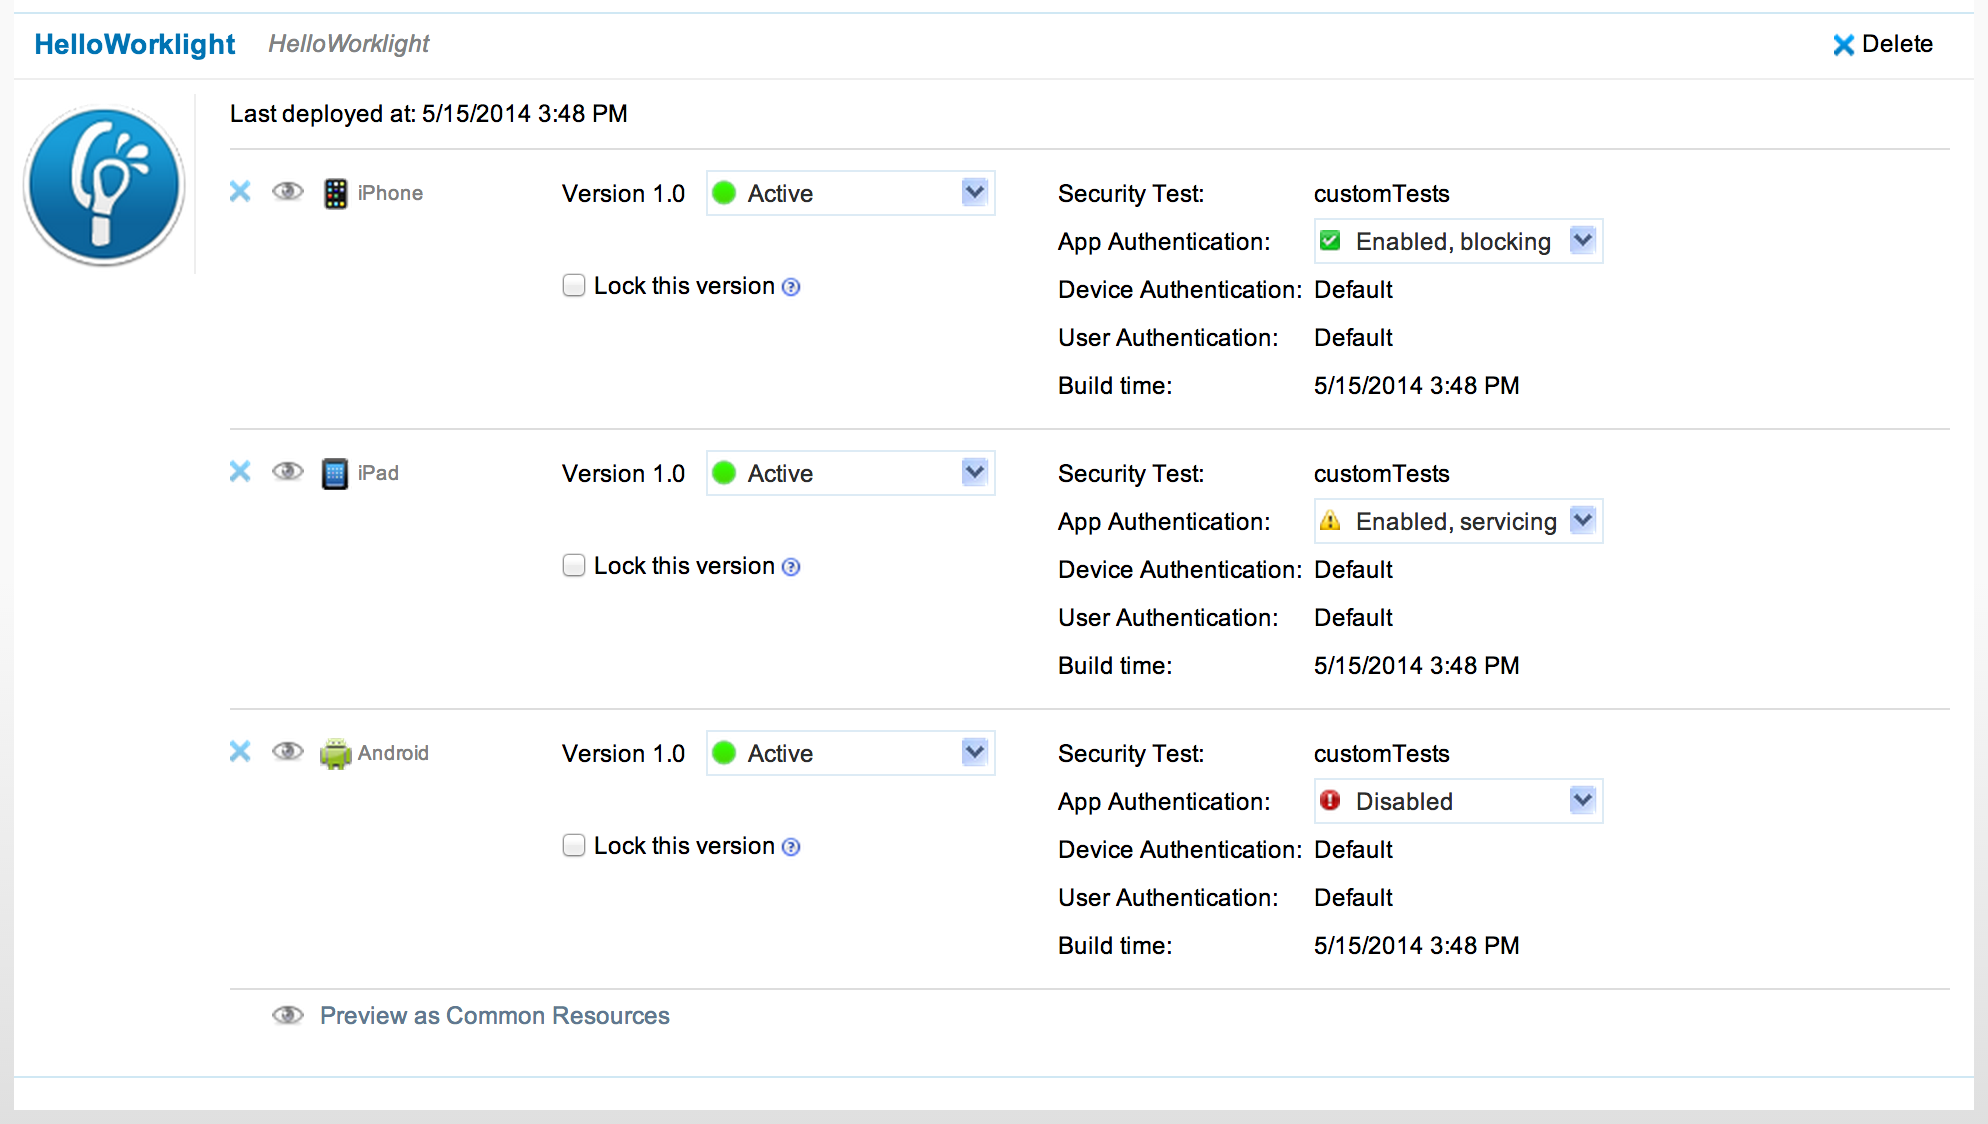 HelloWorklight HelloWorklight Delete
Last deployed at: 5/15/2014 3:48 PM
iPhone Version 1.0 Active Security Test: customTests
App Authentication: Enabled, blocking
Lock this version ? Device Authentication: Default
User Authentication: Default
Build time: 5/15/2014 3:48 PM
iPad Version 1.0 Active Security Test: customTests
App Authentication: Enabled, servicing
Lock this version ? Device Authentication: Default
User Authentication: Default
Build time: 5/15/2014 3:48 PM
Android Version 1.0 Active Security Test: customTests
App Authentication: Disabled
Lock this version ? Device Authentication: Default
User Authentication: Default
Build time: 5/15/2014 3:48 PM
Preview as Common Resources